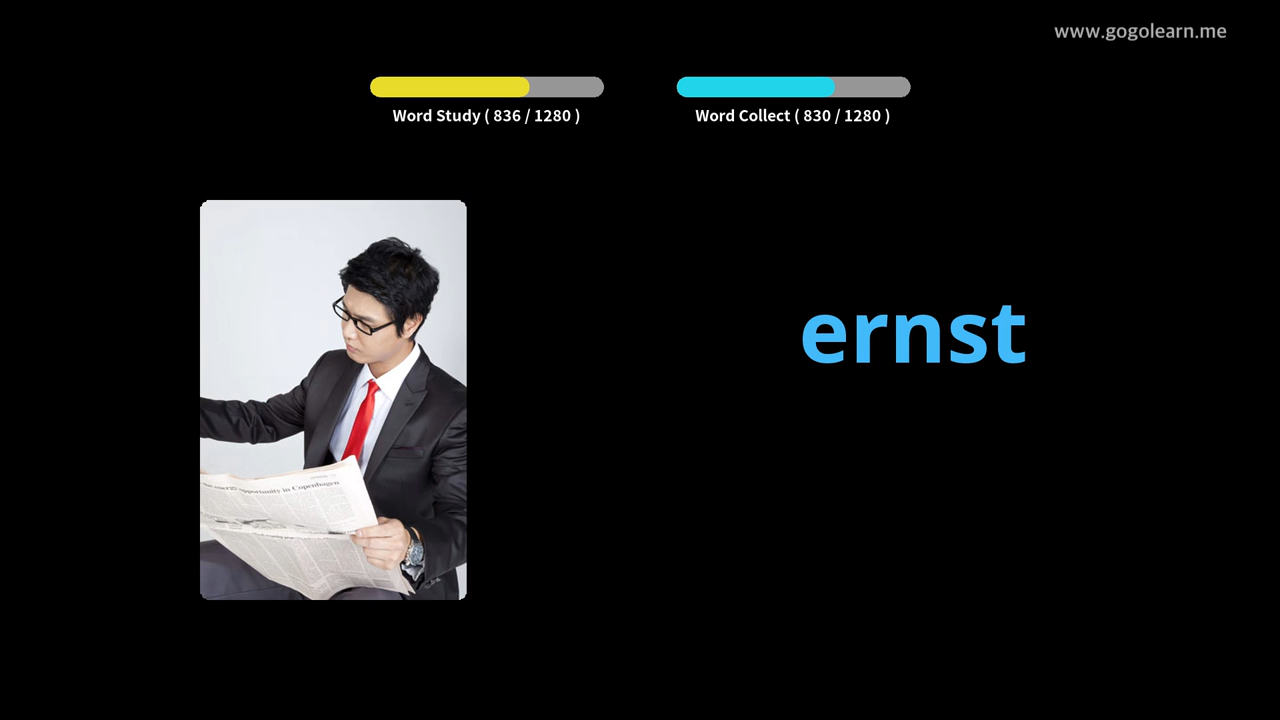 www.gogolearn.me
Word Study ( 836 / 1280 )
Word Collect ( 830 / 1280 )
ernst
opportunity in Copenhagen